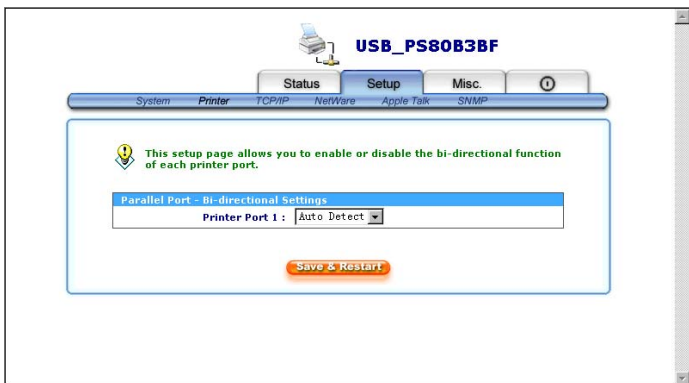 USB_PS80B3BF
Status Setup Misc.
System Printer TCP/IP NetWare Apple Talk SNMP
This setup page allows you to enable or disable the bi-directional function
of each printer port.
Parallel Port - Bi-directional Settings
Printer Port 1 : Auto Detect
Save & Restart